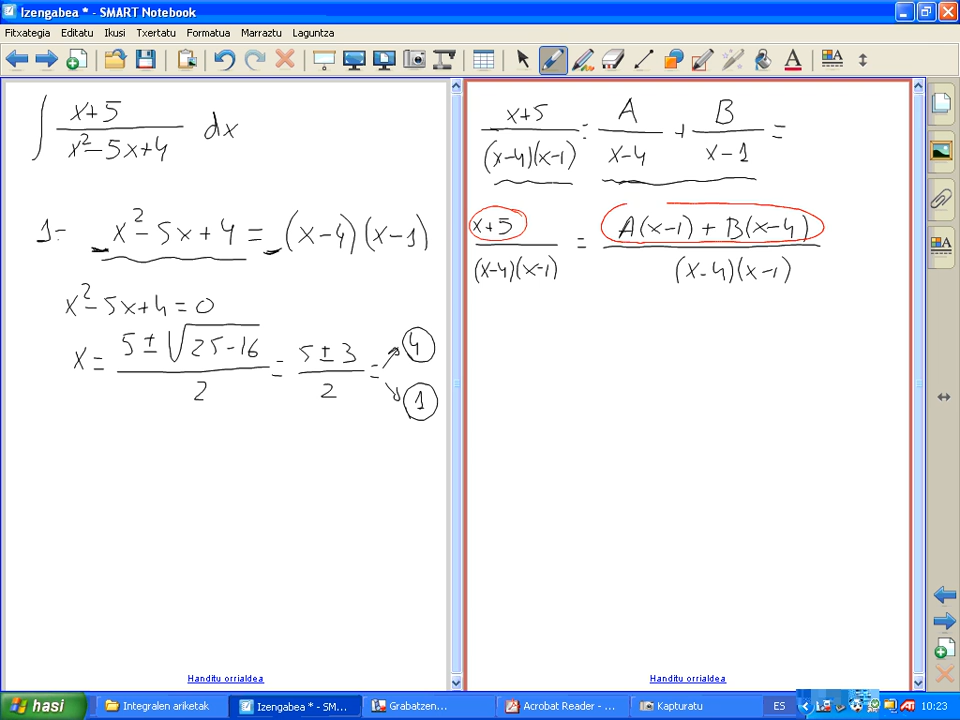 Izengabea * - SMART Notebook
Fitxategia Editatu Ikusi Txertatu Formatua Marraztu Laguntza
∫ x+5 / x²-5x+4 dx
1= x²-5x+4 = (x-4)(x-1)
x²-5x+4=0
x = 5±√25-16 / 2 = 5±3 / 2 = 4
1
Handitu orrialdea
x+5 / (x-4)(x-1) = A / x-4 + B / x-1 =
x+5 / (x-4)(x-1) = A(x-1)+B(x-4) / (x-4)(x-1)
Handitu orrialdea
hasi Integralen ariketak Izengabea * - SM... Grabatzen... Acrobat Reader - ... Kapturatu ES 10:23